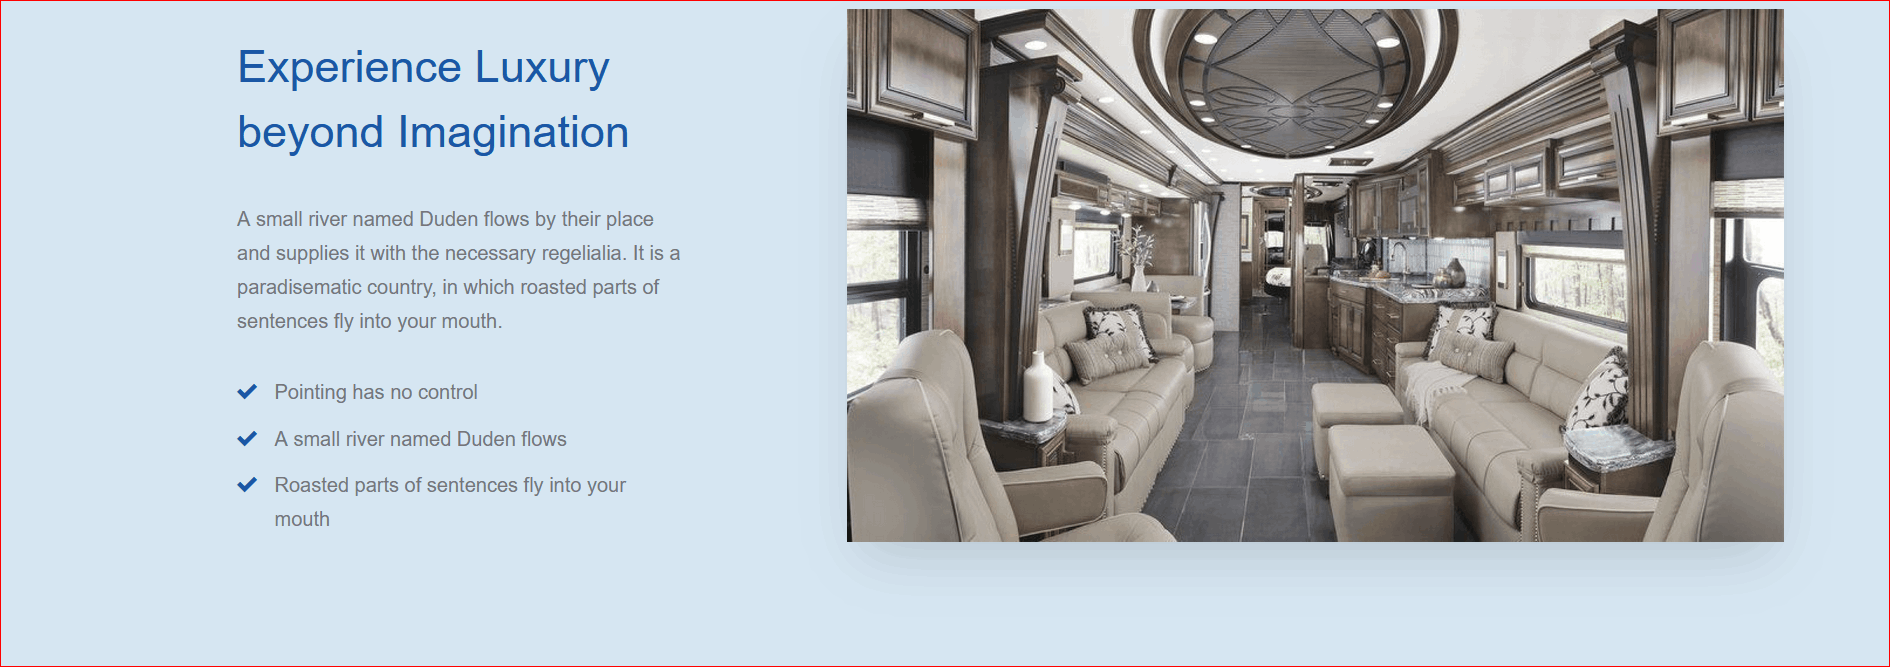 Experience Luxury
beyond Imagination
A small river named Duden flows by their place
and supplies it with the necessary regelialia. It is a
paradisematic country, in which roasted parts of
sentences fly into your mouth.
Pointing has no control
A small river named Duden flows
Roasted parts of sentences fly into your
mouth